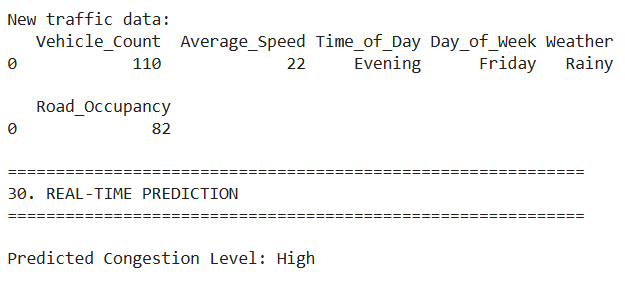 New traffic data:
   Vehicle_Count  Average_Speed Time_of_Day Day_of_Week Weather
0            110             22     Evening      Friday   Rainy

   Road_Occupancy
0              82

============================================================
30. REAL-TIME PREDICTION
============================================================

Predicted Congestion Level: High